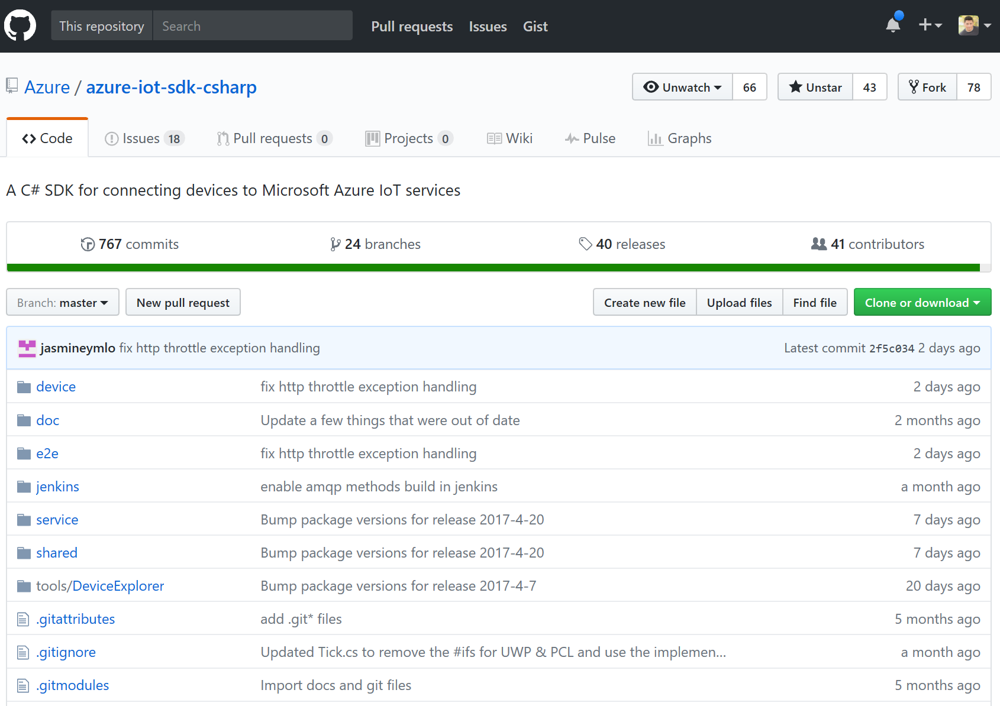 This repository Search Pull requests Issues Gist
Azure / azure-iot-sdk-csharp Unwatch 66 Unstar 43 Fork 78
Code Issues 18 Pull requests 0 Projects 0 Wiki Pulse Graphs
A C# SDK for connecting devices to Microsoft Azure IoT services
767 commits 24 branches 40 releases 41 contributors
Branch: master New pull request Create new file Upload files Find file Clone or download
jasmineymlo fix http throttle exception handling Latest commit 2f5c034 2 days ago
device fix http throttle exception handling 2 days ago
doc Update a few things that were out of date 2 months ago
e2e fix http throttle exception handling 2 days ago
jenkins enable amqp methods build in jenkins a month ago
service Bump package versions for release 2017-4-20 7 days ago
shared Bump package versions for release 2017-4-20 7 days ago
tools/DeviceExplorer Bump package versions for release 2017-4-7 20 days ago
.gitattributes add .git* files 5 months ago
.gitignore Updated Tick.cs to remove the #ifs for UWP & PCL and use the implemen... a month ago
.gitmodules Import docs and git files 5 months ago